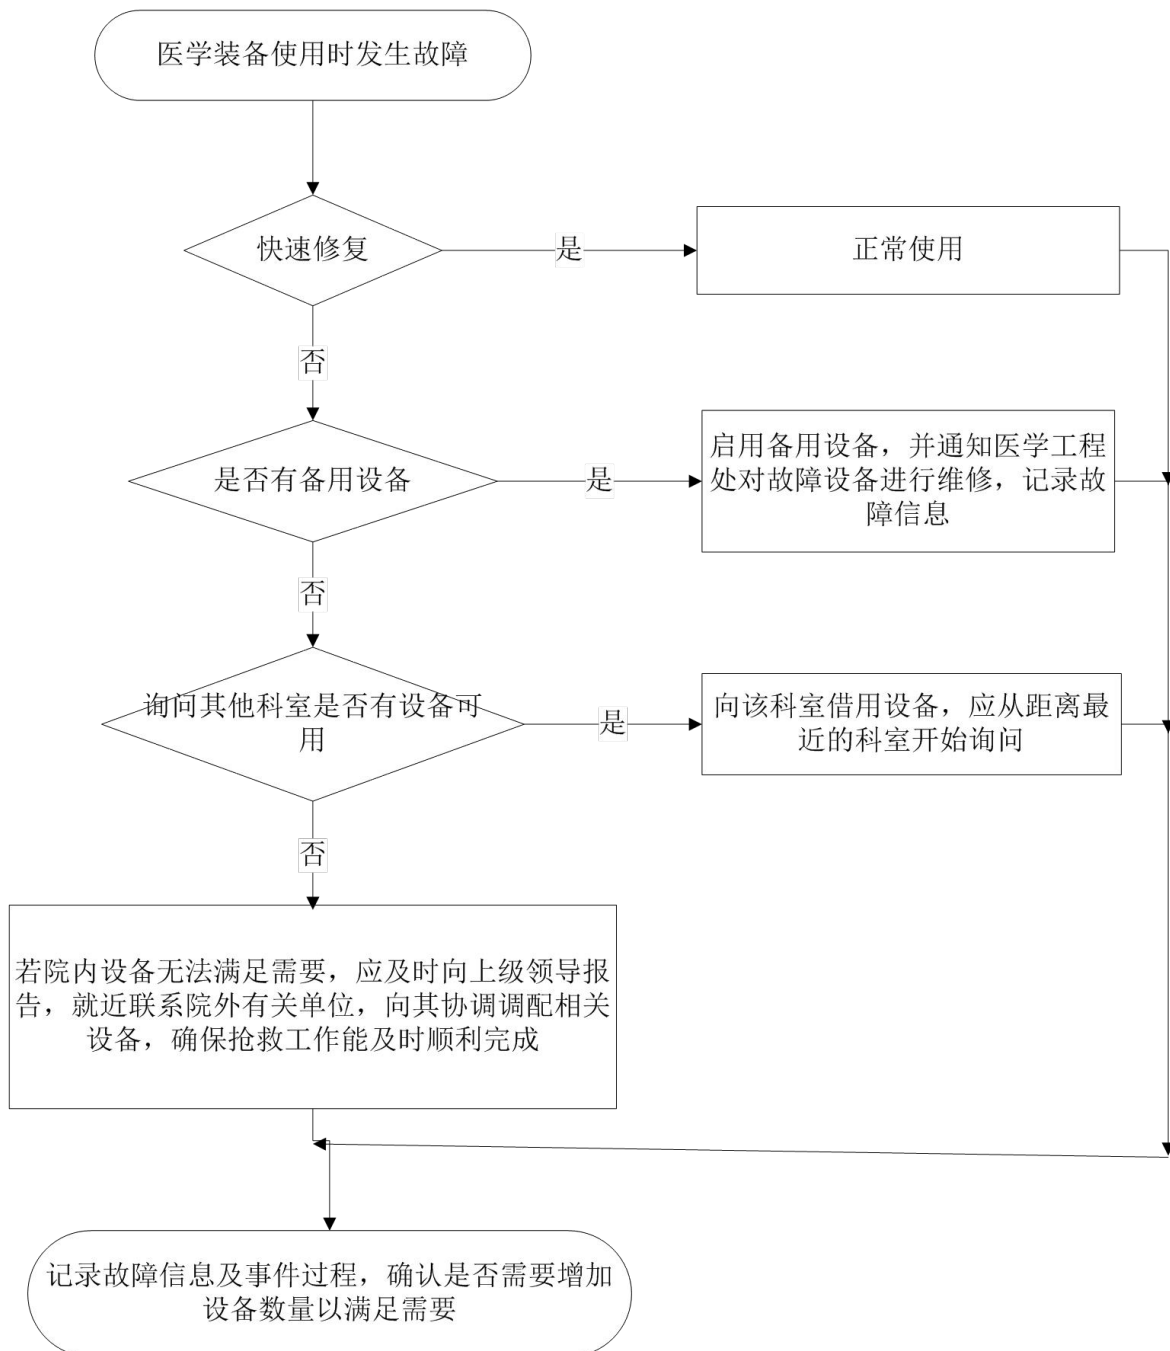 医学装备使用时发生故障
快速修复
是
正常使用
否
是否有备用设备
是
启用备用设备，并通知医学工程
处对故障设备进行维修，记录故
障信息
否
询问其他科室是否有设备可
用
是
向该科室借用设备，应从距离最
近的科室开始询问
否
若院内设备无法满足需要，应及时向上级领导报
告，就近联系院外有关单位，向其协调调配相关
设备，确保抢救工作能及时顺利完成
记录故障信息及事件过程，确认是否需要增加
设备数量以满足需要